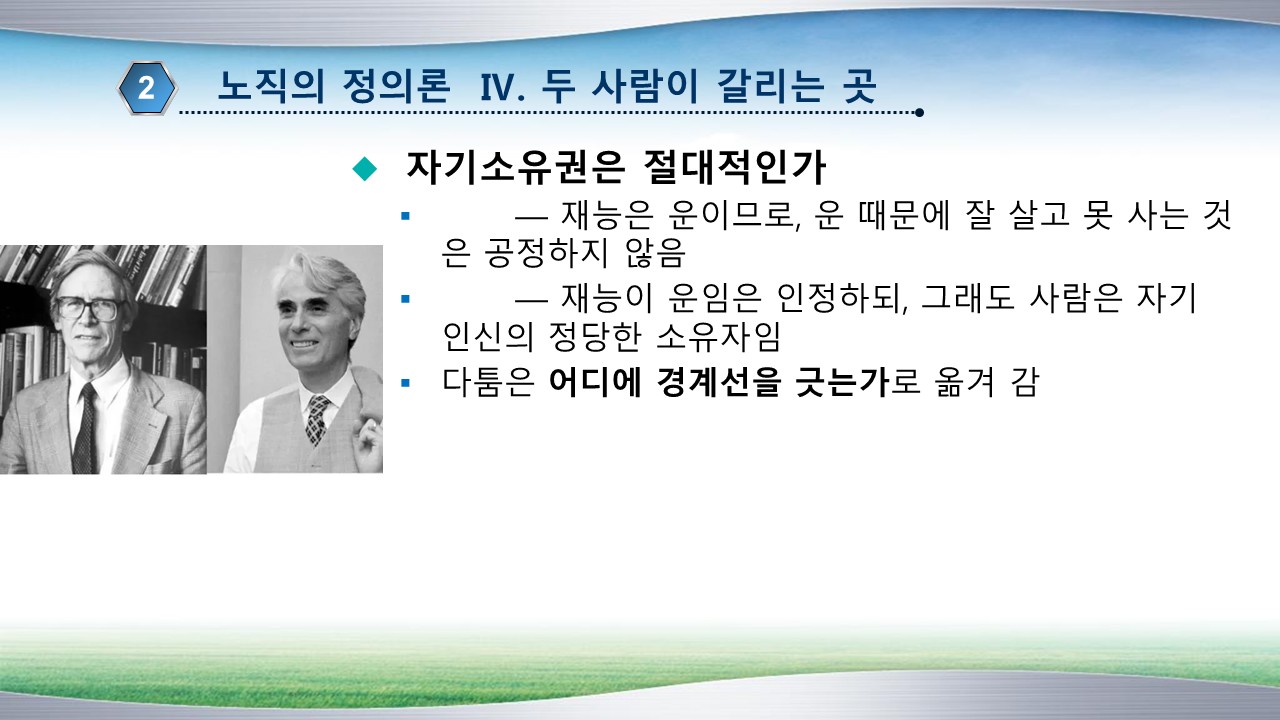 2
노직의 정의론 Ⅳ. 두 사람이 갈리는 곳
자기소유권은 절대적인가
— 재능은 운이므로, 운 때문에 잘 살고 못 사는 것
은 공정하지 않음
— 재능이 운임은 인정하되, 그래도 사람은 자기
인신의 정당한 소유자임
다툼은 어디에 경계선을 긋는가로 옮겨 감